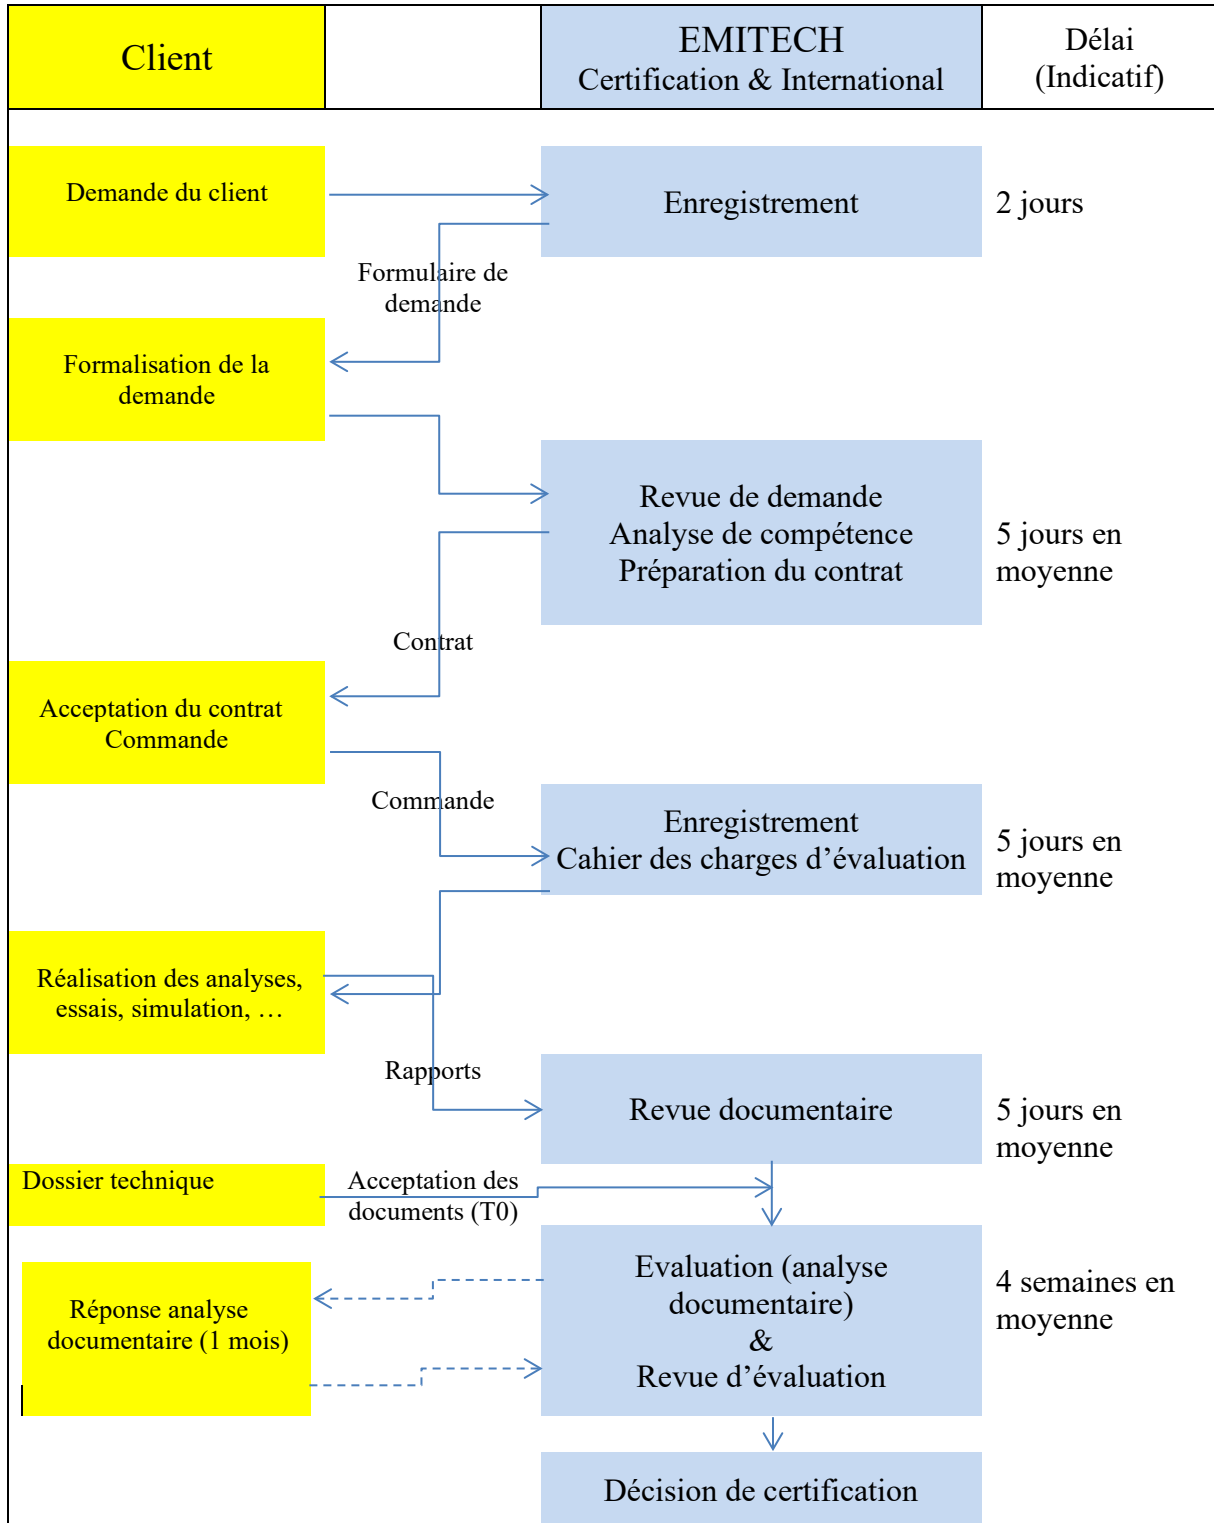 Client
EMITECH
Certification & International
Délai
(Indicatif)
Demande du client
Enregistrement
2 jours
Formulaire de
demande
Formalisation de la
demande
Revue de demande
Analyse de compétence
Préparation du contrat
5 jours en
moyenne
Contrat
Acceptation du contrat
Commande
Commande
Enregistrement
Cahier des charges d’évaluation
5 jours en
moyenne
Réalisation des analyses,
essais, simulation, …
Rapports
Revue documentaire
5 jours en
moyenne
Dossier technique
Acceptation des
documents (T0)
Evaluation (analyse
documentaire)
&
Revue d’évaluation
4 semaines en
moyenne
Réponse analyse
documentaire (1 mois)
Décision de certification